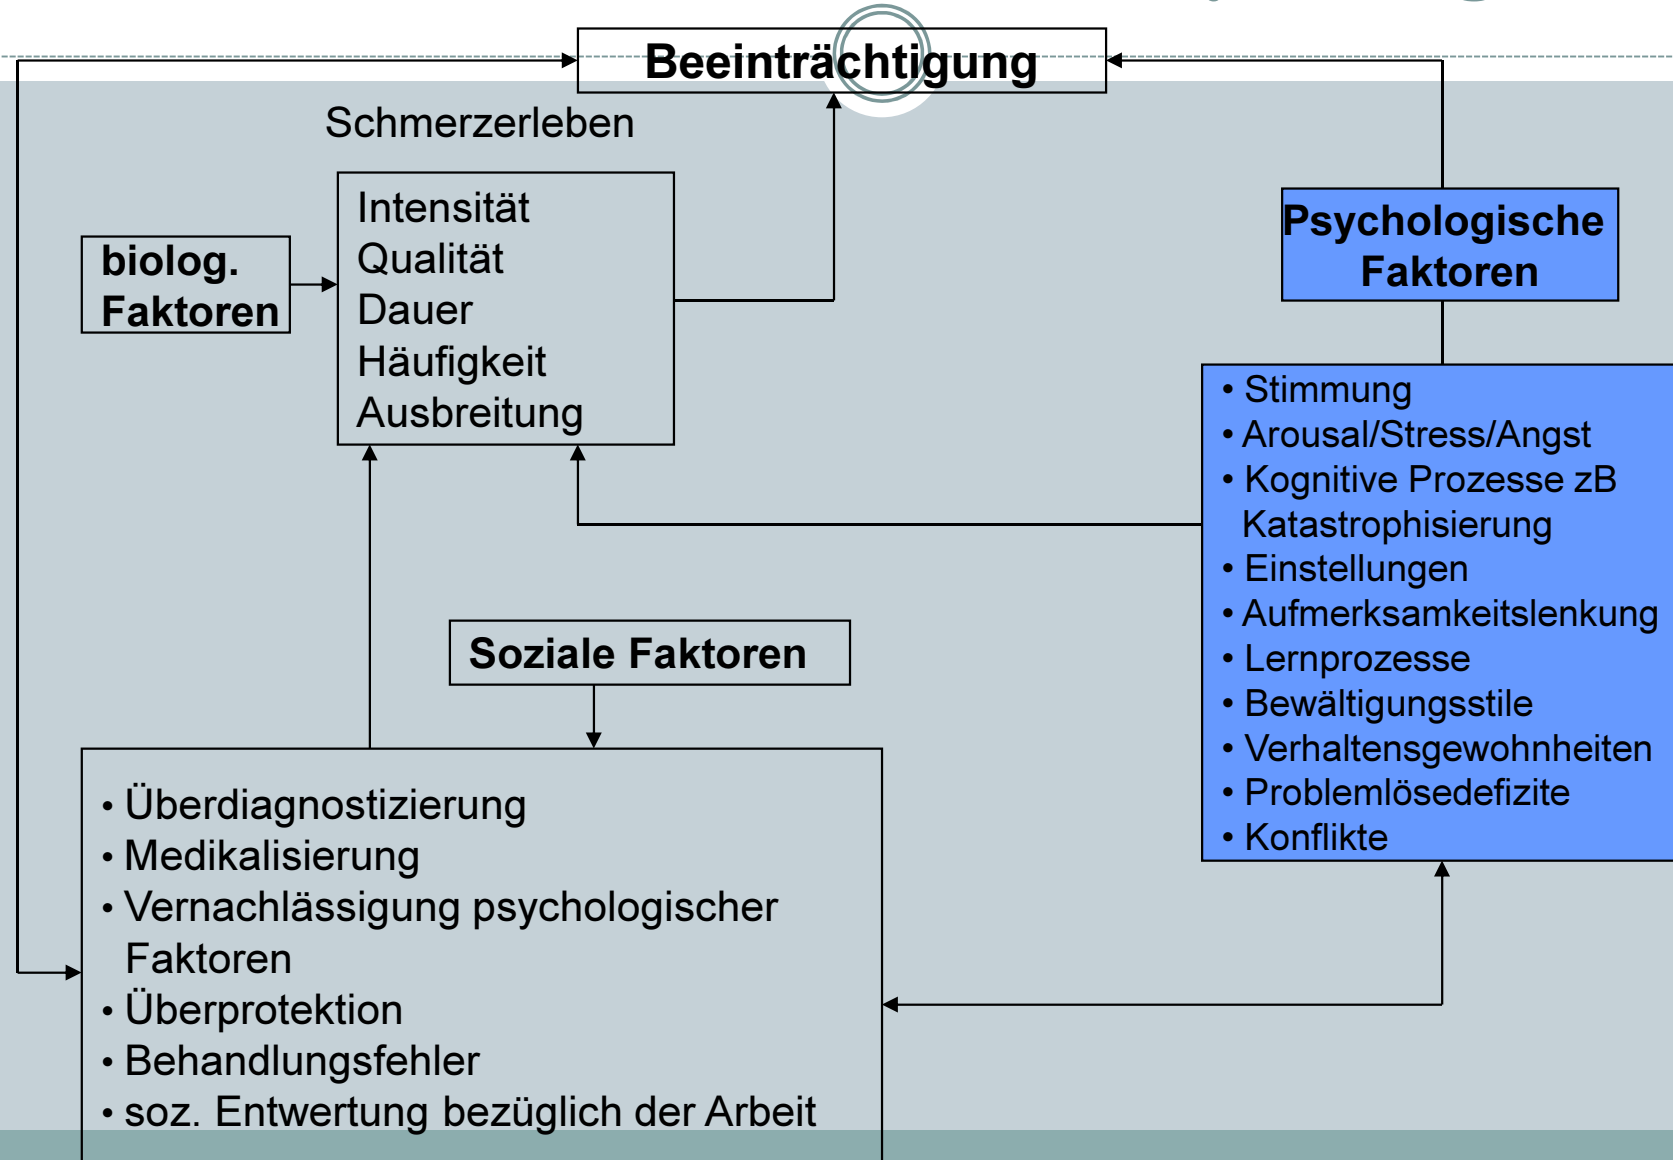 Beeinträchtigung
Schmerzerleben
Intensität
Qualität
Dauer
Häufigkeit
Ausbreitung
biolog.
Faktoren
Psychologische
Faktoren
• Stimmung
• Arousal/Stress/Angst
• Kognitive Prozesse zB
Katastrophisierung
• Einstellungen
• Aufmerksamkeitslenkung
• Lernprozesse
• Bewältigungsstile
• Verhaltensgewohnheiten
• Problemlösedefizite
• Konflikte
Soziale Faktoren
• Überdiagnostizierung
• Medikalisierung
• Vernachlässigung psychologischer
Faktoren
• Überprotektion
• Behandlungsfehler
• soz. Entwertung bezüglich der Arbeit